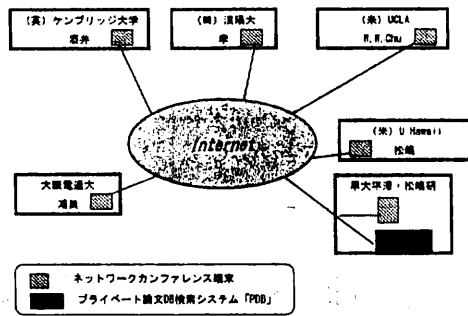 (英)ケンブリッジ大学
(韓)漢陽大
(米)UCLA
W.W.Chu
Internet
(米)U Hawaii
松嶋
大阪電通大
早大平澤・松嶋研
ネットワークカンファレンス端末
プライベート論文DB検索システム「PDB」